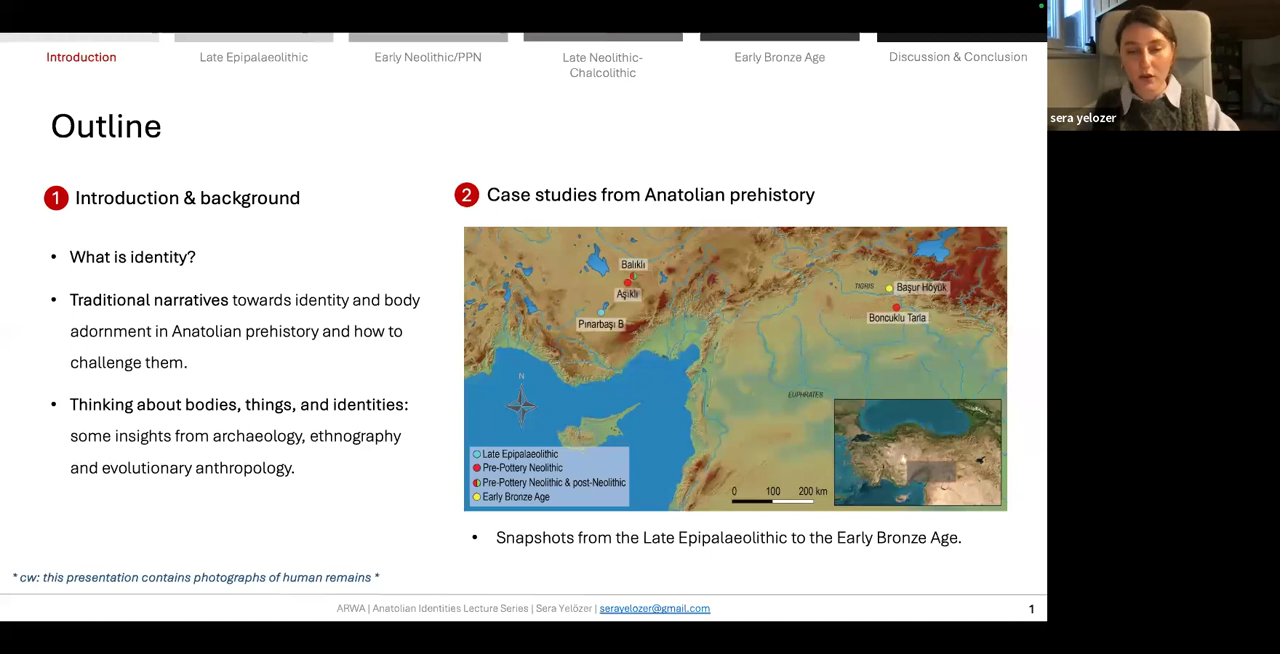 Introduction
Late Epipalaeolithic
Early Neolithic/PPN
Late Neolithic-
Chalcolithic
Early Bronze Age
Discussion & Conclusion
sera yelozer
Outline
1 Introduction & background
• What is identity?
• Traditional narratives towards identity and body
adornment in Anatolian prehistory and how to
challenge them.
• Thinking about bodies, things, and identities:
some insights from archaeology, ethnography
and evolutionary anthropology.
2 Case studies from Anatolian prehistory
Balıklı
Aşıklı
Pınarbaşı B
TIGRIS
Başur Höyük
Boncuklu Tarla
EUPHRATES
N
Late Epipalaeolithic
Pre-Pottery Neolithic
Pre-Pottery Neolithic & post-Neolithic
Early Bronze Age
0 100 200 km
• Snapshots from the Late Epipalaeolithic to the Early Bronze Age.
* cw: this presentation contains photographs of human remains *
ARWA | Anatolian Identities Lecture Series | Sera Yelözer | serayelozer@gmail.com
1